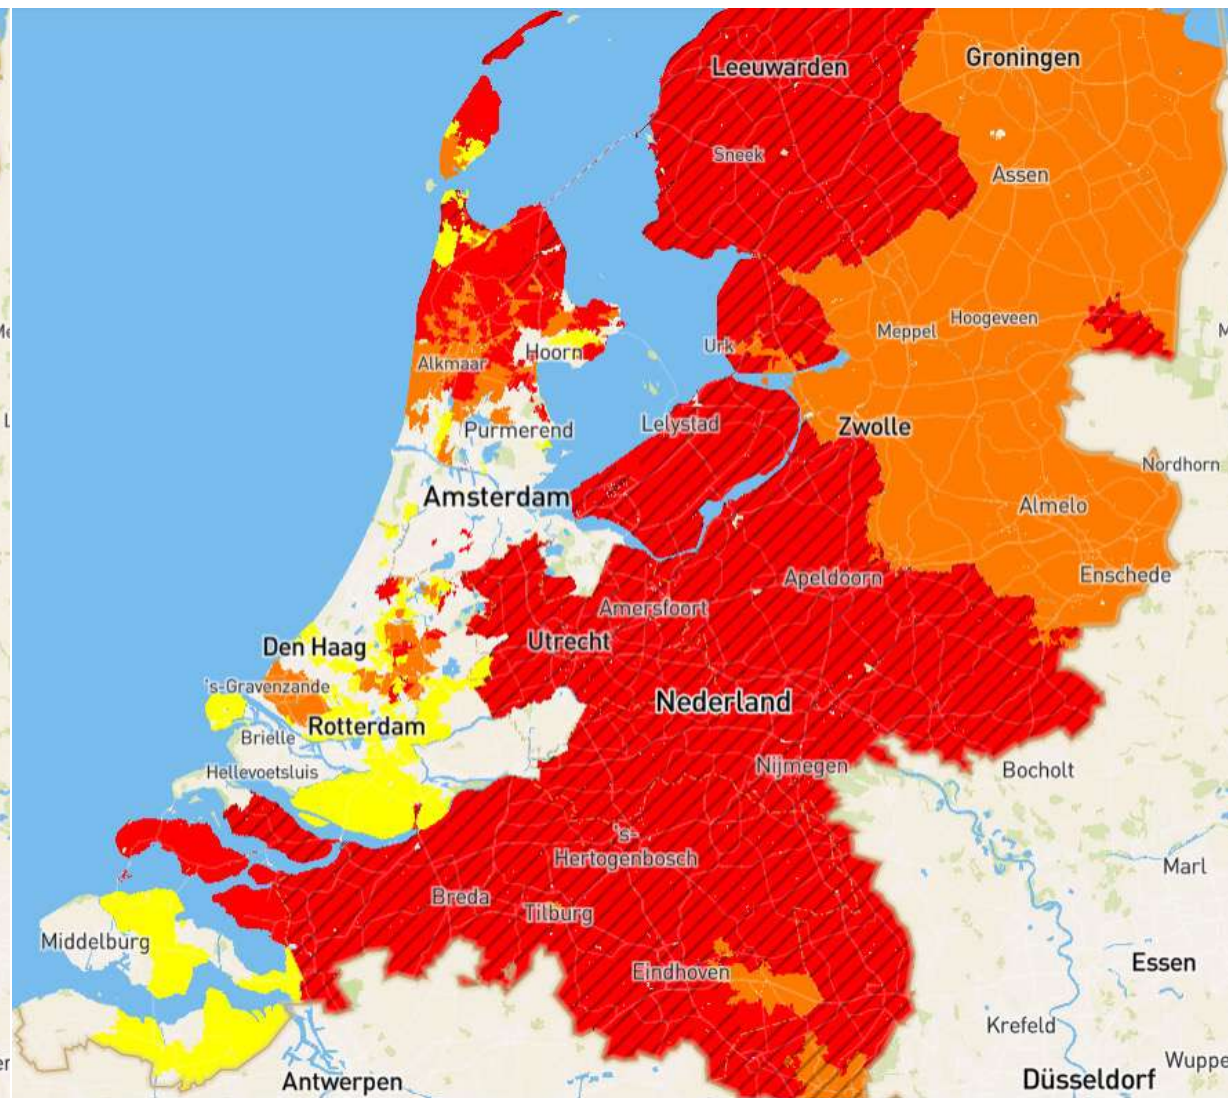 Groningen
Leeuwarden
Sneek
Assen
Hoogeveen
Meppel
Urk
Hoorn
Alkmaar
Lelystad
Zwolle
Purmerend
Nordhorn
Amsterdam
Almelo
Enschede
Apeldoorn
Amersfoort
Utrecht
Den Haag
's-Gravenzande
Nederland
Rotterdam
Brielle
Nijmegen
Bocholt
Hellevoetsluis
's-
Hertogenbosch
Marl
Breda
Tilburg
Middelburg
Eindhoven
Essen
Krefeld
Wuppe
Antwerpen
Düsseldorf